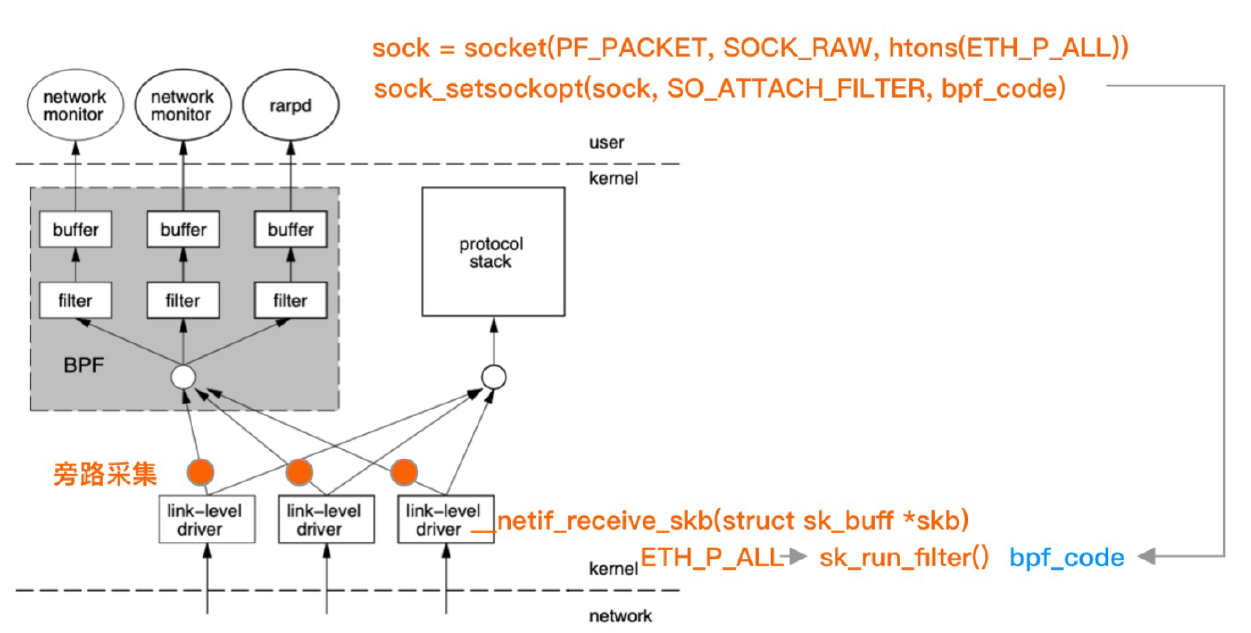 sock = socket(PF_PACKET, SOCK_RAW, htons(ETH_P_ALL))
sock_setsockopt(sock, SO_ATTACH_FILTER, bpf_code)
network
monitor
network
monitor
rarpd
user
kernel
buffer
buffer
buffer
protocol
stack
filter
filter
filter
BPF
旁路采集
link-level
driver
link-level
driver
link-level
driver
__netif_receive_skb(struct sk_buff *skb)
kernel
ETH_P_ALL
sk_run_filter()
bpf_code
network